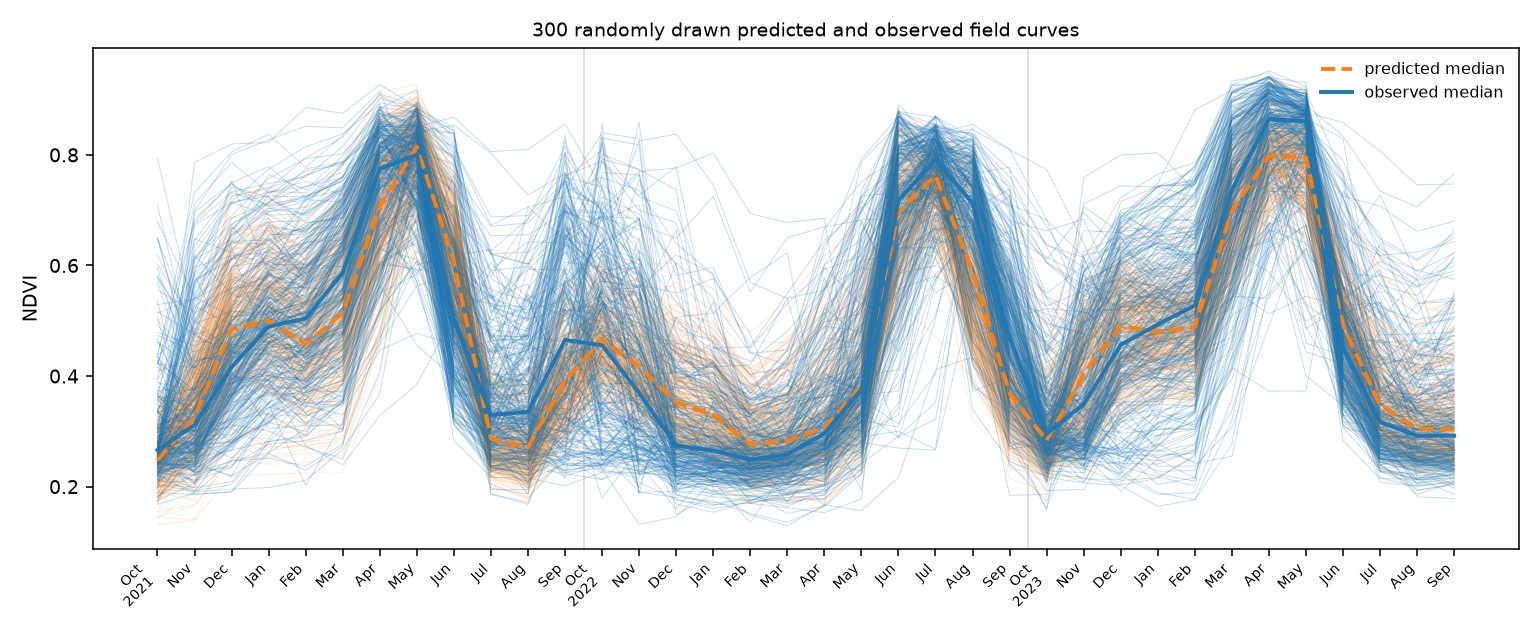 300 randomly drawn predicted and observed field curves
predicted median
observed median
NDVI
0.8
0.6
0.4
0.2
Oct 2021
Nov
Dec
Jan
Feb
Mar
Apr
May
Jun
Jul
Aug
Sep
Oct 2022
Nov
Dec
Jan
Feb
Mar
Apr
May
Jun
Jul
Aug
Sep
Oct 2023
Nov
Dec
Jan
Feb
Mar
Apr
May
Jun
Jul
Aug
Sep